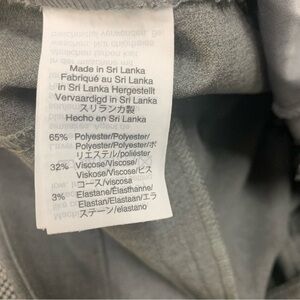 Made in Sri Lanka
Fabriqué au Sri Lanka
in Sri Lanka Hergestellt
Vervaardigd in Sri Lanka
スリランカ製
Hecho en Sri Lanka
65% Polyester/Polyester/
Polyester/Polyester/ポ
リエステル/poliéster
32% Viscose/Viscose/
Viskose/Viscose/ビス
コース/viscosa
3% Elastane/Élasthanne/
Elastan/Elastaan/エラ
ステーン/elastano